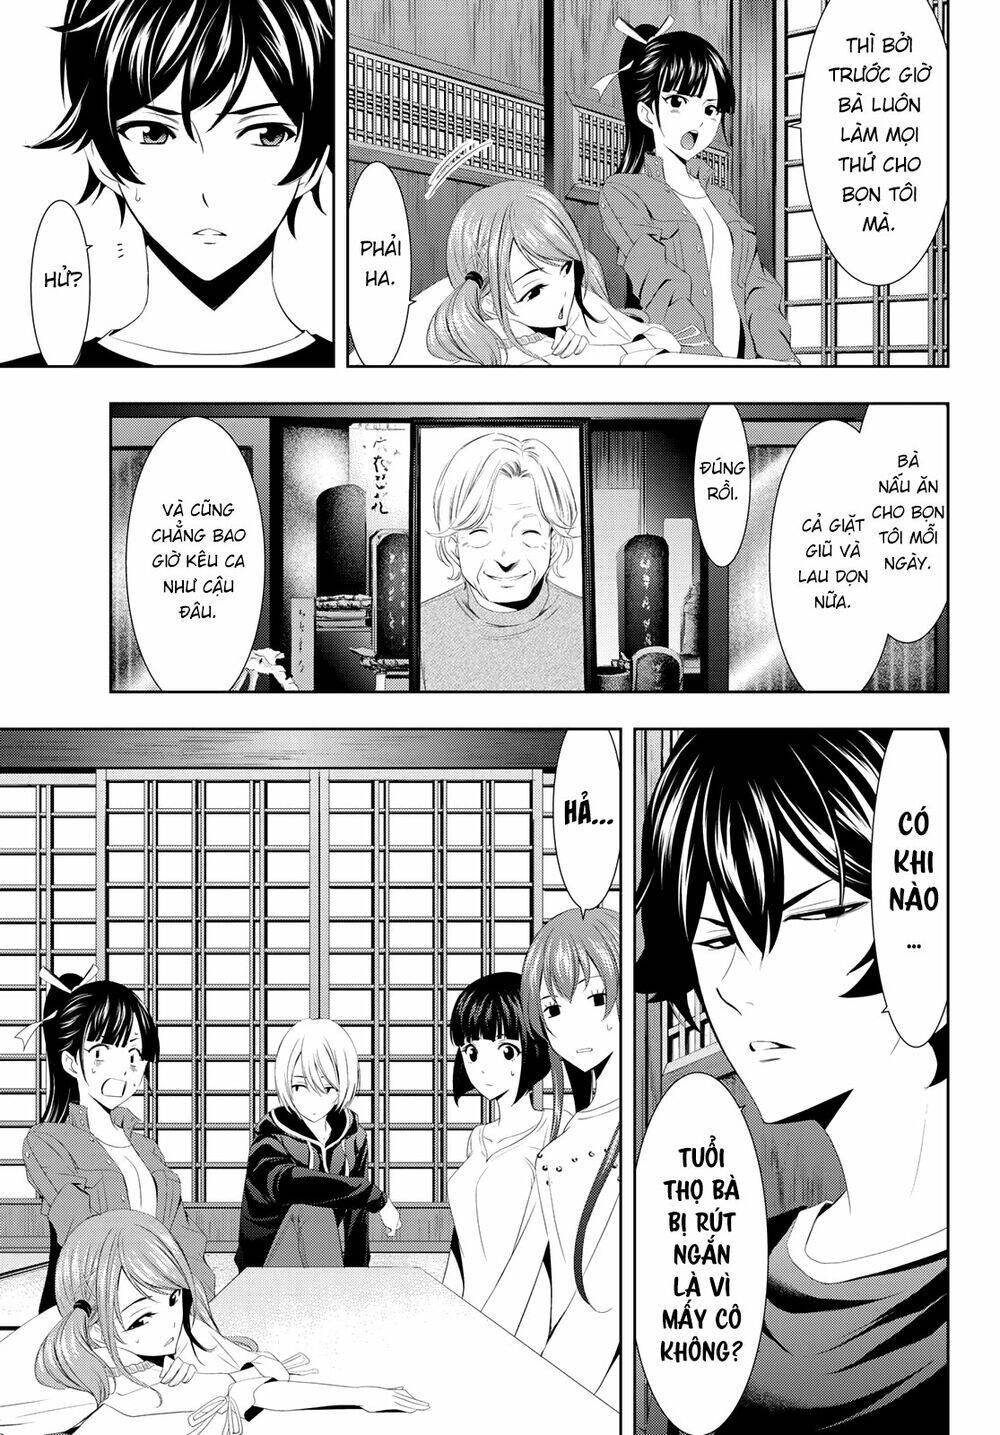 THÌ BỞI
TRƯỚC GIỜ
BÀ LUÔN
LÀM MỌI
THỨ CHO
BỌN TÔI
MÀ.
PHẢI
HA.
HỬ?
BÀ
NẤU ĂN
CHO BỌN
TÔI MỖI
NGÀY.
CẢ GIẶT
GIŨ VÀ
LAU DỌN
NỮA.
ĐÚNG
RỒI.
VÀ CŨNG
CHẲNG BAO
GIỜ KÊU CA
NHƯ CẬU
ĐÂU.
CÓ
KHI
NÀO
...
TUỔI
THỌ BÀ
BỊ RÚT
NGẮN
LÀ VÌ
MẤY CÔ
KHÔNG?
HẢ...